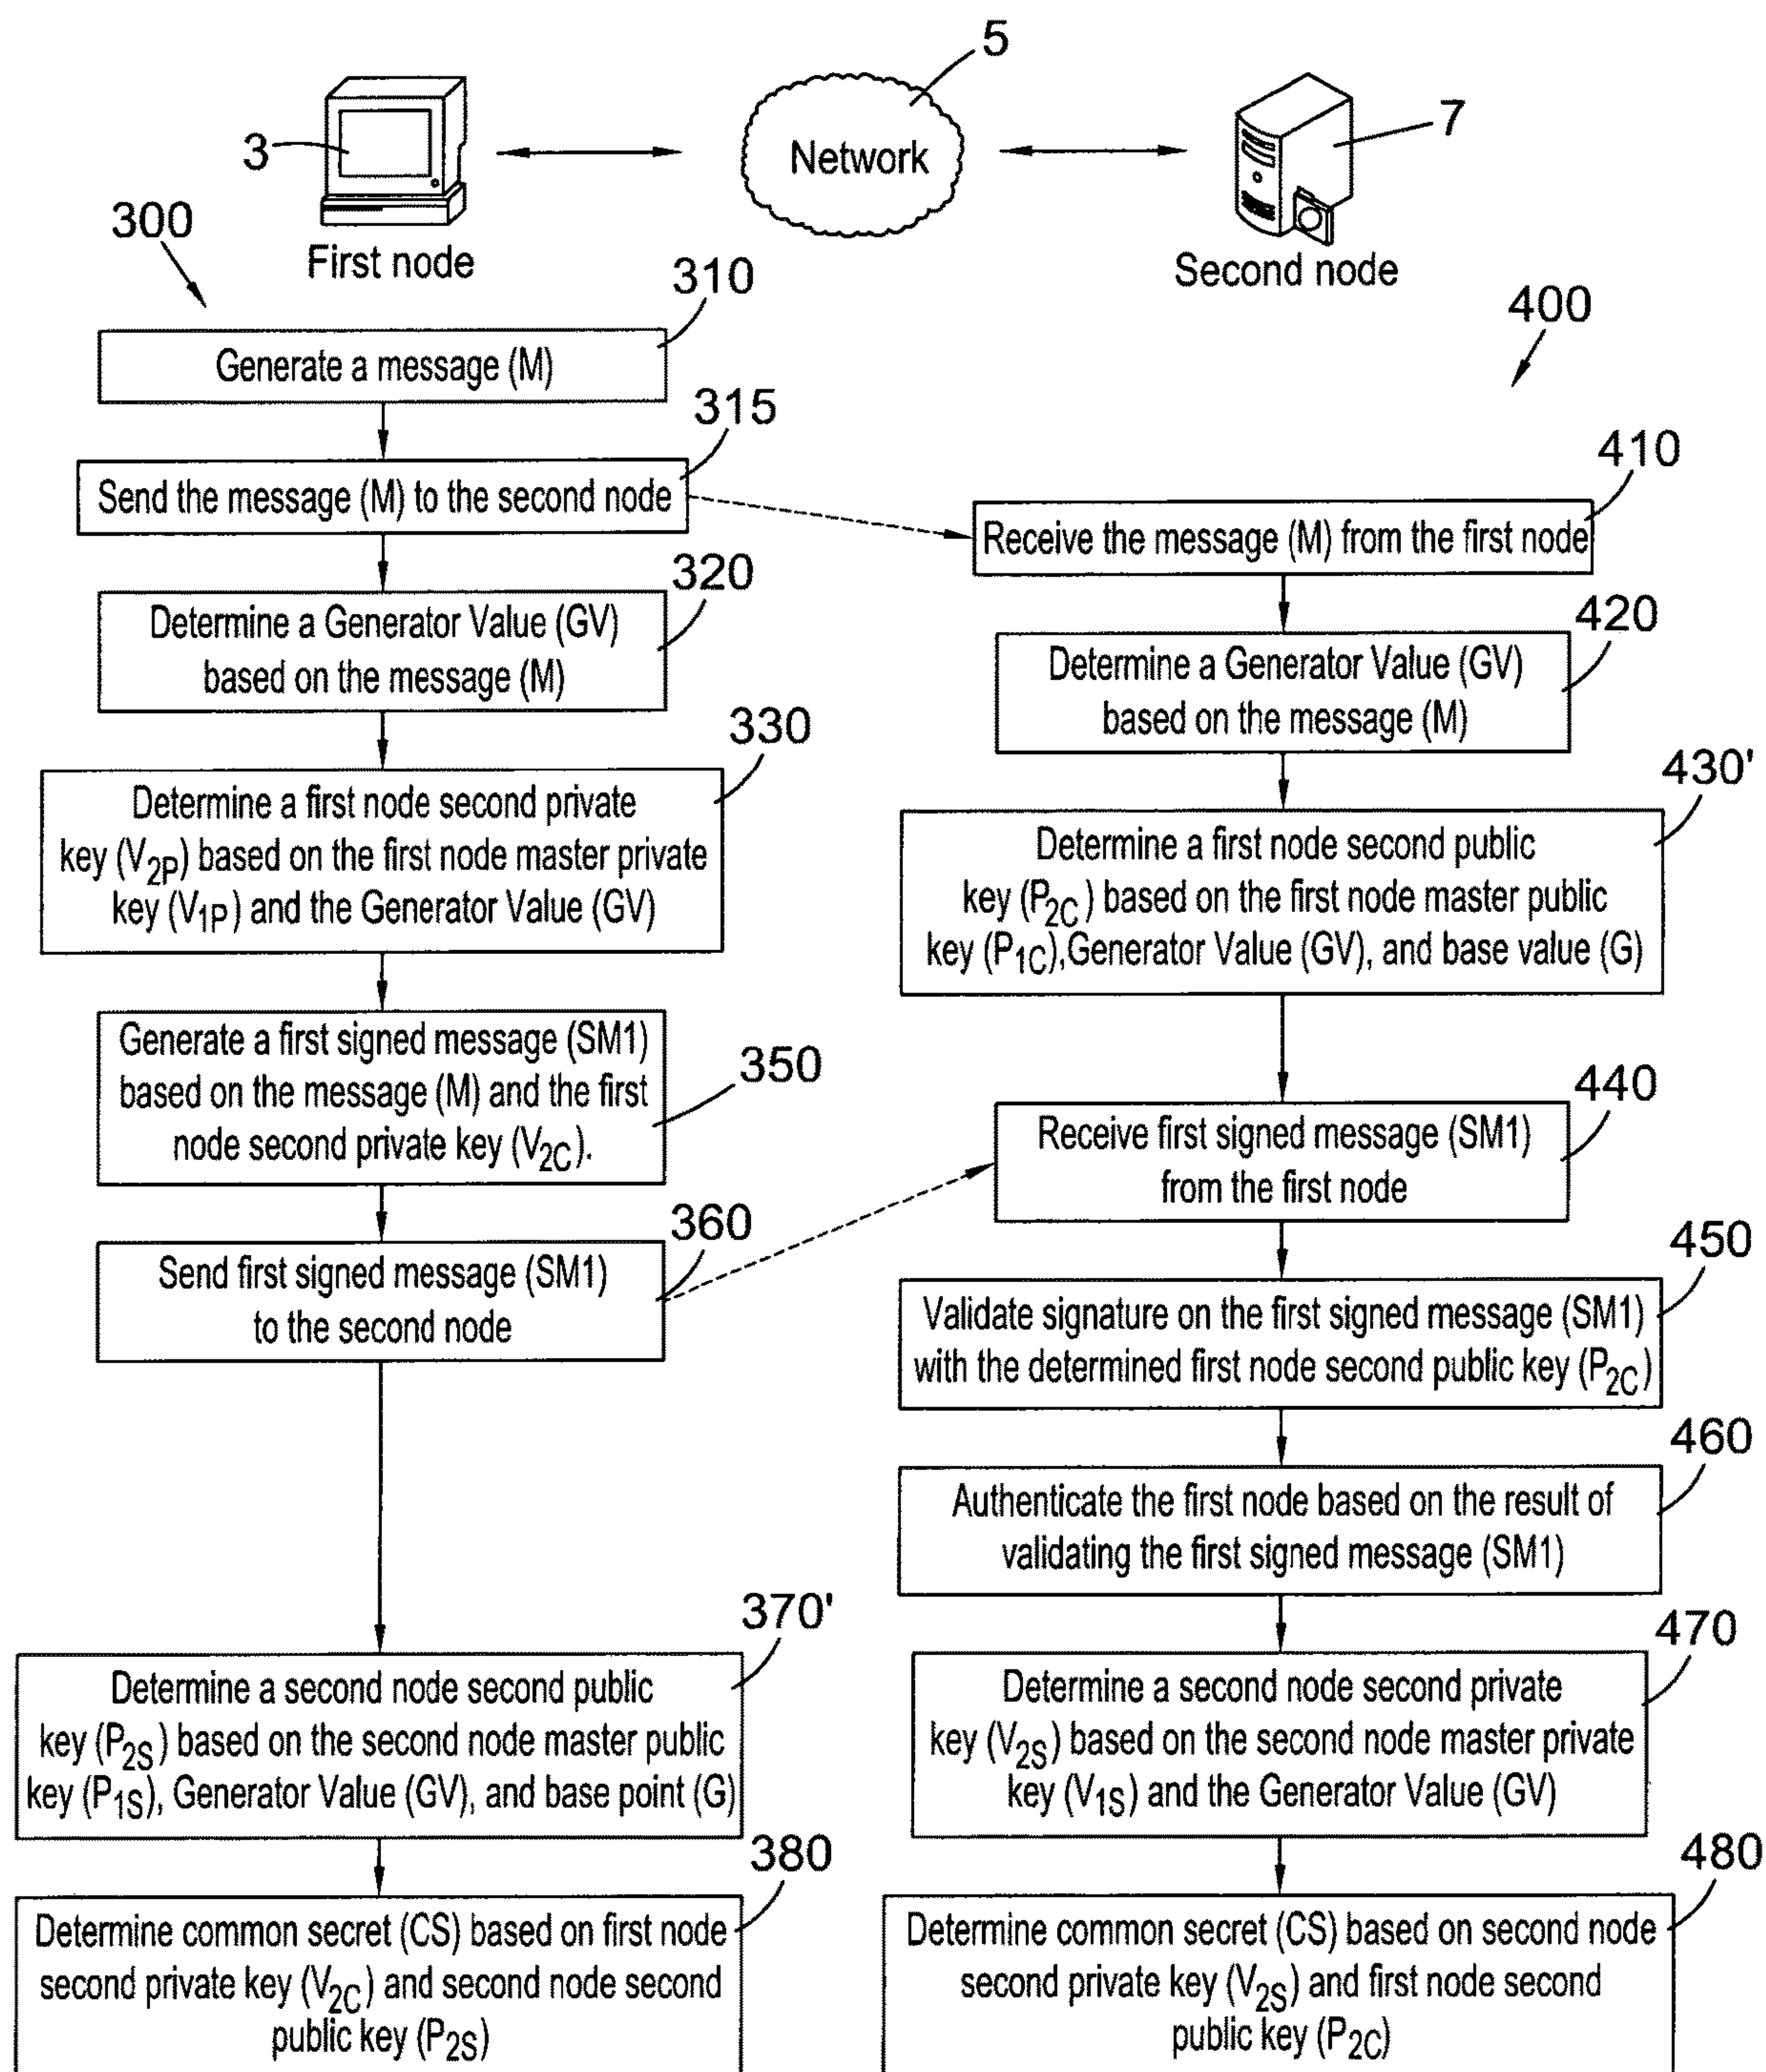 5
Network
3
7
First node
Second node
300
400
310
Generate a message (M)
315
Send the message (M) to the second node
320
Determine a Generator Value (GV)
based on the message (M)
330
Determine a first node second private
key (V2P) based on the first node master private
key (V1P) and the Generator Value (GV)
350
Generate a first signed message (SM1)
based on the message (M) and the first
node second private key (V2C).
360
Send first signed message (SM1)
to the second node
370'
Determine a second node second public
key (P2S) based on the second node master public
key (P1S), Generator Value (GV), and base point (G)
380
Determine common secret (CS) based on first node
second private key (V2C) and second node second
public key (P2S)
410
Receive the message (M) from the first node
420
Determine a Generator Value (GV)
based on the message (M)
430'
Determine a first node second public
key (P2C) based on the first node master public
key (P1C),Generator Value (GV), and base value (G)
440
Receive first signed message (SM1)
from the first node
450
Validate signature on the first signed message (SM1)
with the determined first node second public key (P2C)
460
Authenticate the first node based on the result of
validating the first signed message (SM1)
470
Determine a second node second private
key (V2S) based on the second node master private
key (V1S) and the Generator Value (GV)
480
Determine common secret (CS) based on second node
second private key (V2S) and first node second
public key (P2C)